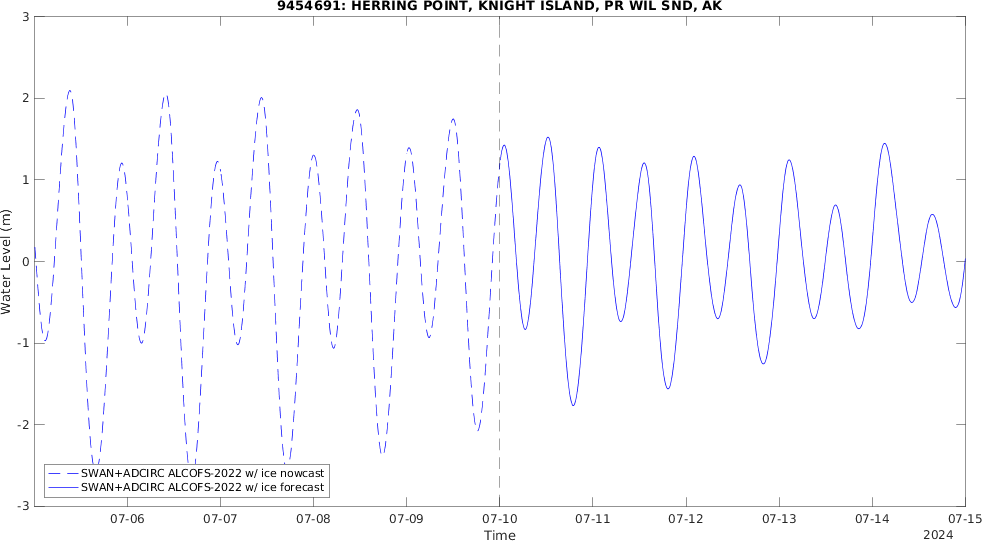 9454691: HERRING POINT, KNIGHT ISLAND, PR WIL SND, AK
3
2
1
0
-1
-2
-3
Water Level (m)
SWAN+ADCIRC ALCOFS-2022 w/ ice nowcast
SWAN+ADCIRC ALCOFS-2022 w/ ice forecast
07-06 07-07 07-08 07-09 07-10 07-11 07-12 07-13 07-14 07-15
Time
2024